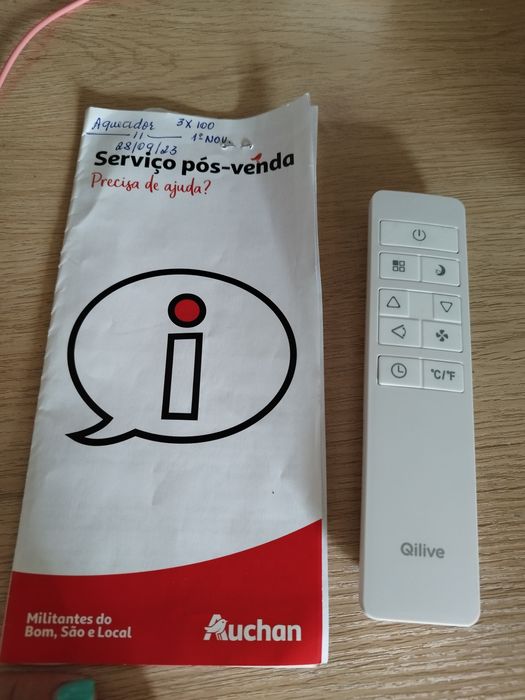 Aquecedor 3x100
11 1º NOV.
28/09/23
Serviço pós-venda
Precisa de ajuda?
i
Militantes do
Bom, São e Local
Auchan
°C/°F
Qilive